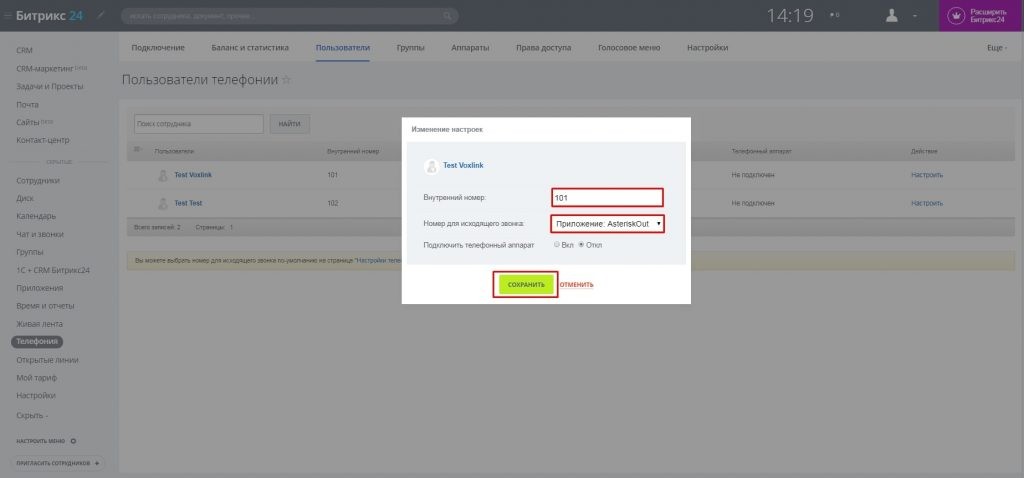 Битрикс 24
искать сотрудника, документ, прочее...
14:19
0
Расширить
Битрикс24
CRM
CRM-маркетинг beta
Задачи и Проекты
Почта
Сайты beta
Контакт-центр
СКРЫТЫЕ
Сотрудники
Диск
Календарь
Чат и звонки
Группы
1С + CRM Битрикс24
Приложения
Время и отчеты
Живая лента
Телефония
Открытые линии
Мой тариф
Настройки
Скрыть -
НАСТРОИТЬ МЕНЮ
ПРИГЛАСИТЬ СОТРУДНИКОВ +
Подключение Баланс и статистика Пользователи Группы Аппараты Права доступа Голосовое меню Настройки Еще -
Пользователи телефонии
Поиск сотрудника НАЙТИ
Пользователи Внутренний номер Телефонный аппарат Действие
Test Voxlink 101 Не подключен Настроить
Test Test 102 Не подключен Настроить
Всего записей: 2 Страницы: 1
Вы можете выбрать номер для исходящего звонка по-умолчанию на странице "Настройки теле
Изменение настроек
Test Voxlink
Внутренний номер: 101
Номер для исходящего звонка: Приложение: AsteriskOut
Подключить телефонный аппарат Вкл Откл
СОХРАНИТЬ ОТМЕНИТЬ